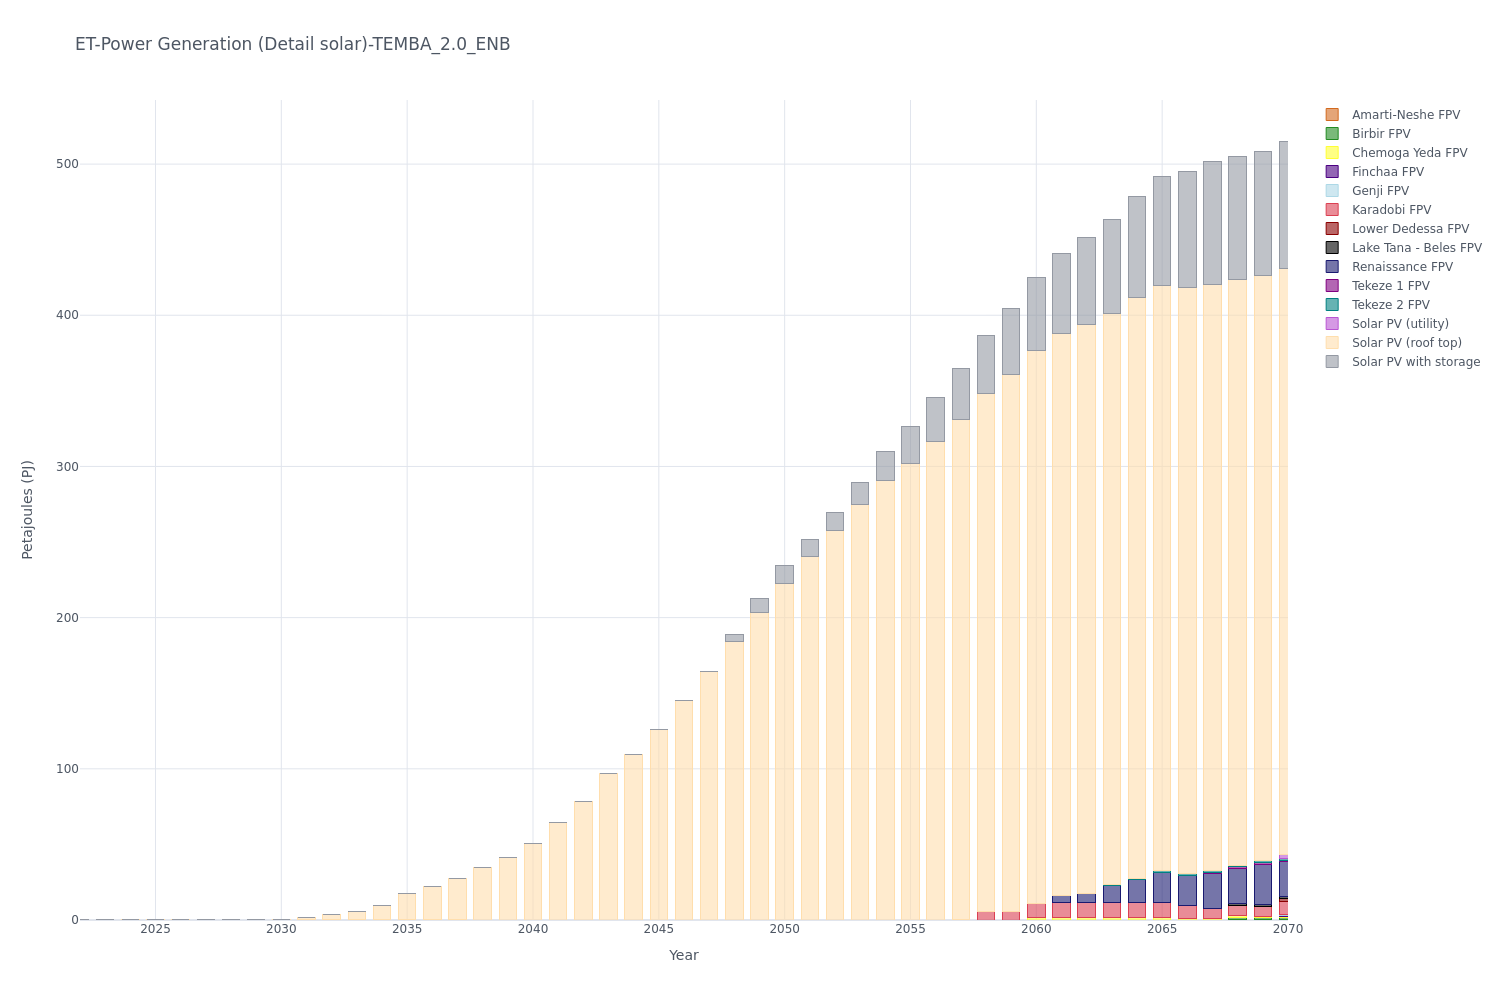 ET-Power Generation (Detail solar)-TEMBA_2.0_ENB
Petajoules (PJ)
500
400
300
200
100
0
2025
2030
2035
2040
2045
2050
2055
2060
2065
2070
Year
Amarti-Neshe FPV
Birbir FPV
Chemoga Yeda FPV
Finchaa FPV
Genji FPV
Karadobi FPV
Lower Dedessa FPV
Lake Tana - Beles FPV
Renaissance FPV
Tekeze 1 FPV
Tekeze 2 FPV
Solar PV (utility)
Solar PV (roof top)
Solar PV with storage